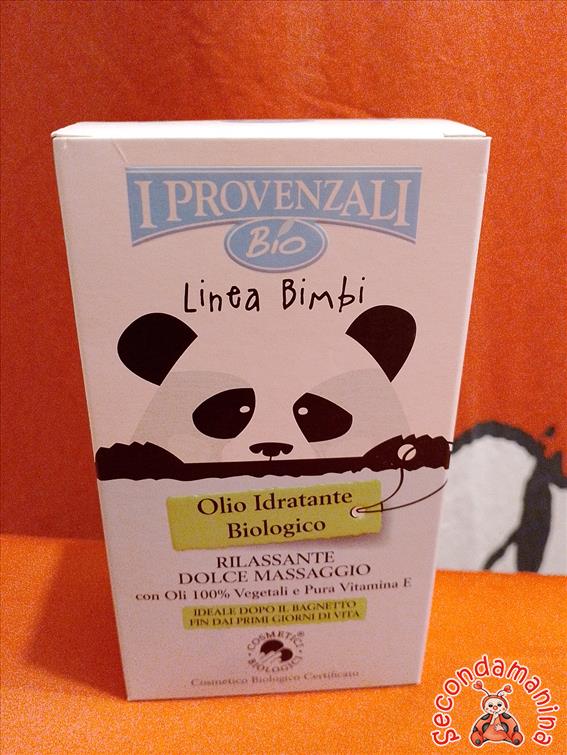 I PROVENZALI
Bio
Linea Bimbi
Olio Idratante
Biologico
RILASSANTE
DOLCE MASSAGGIO
con Oli 100% Vegetali e Pura Vitamina E
IDEALE DOPO IL BAGNETTO
FIN DAI PRIMI GIORNI DI VITA
COSMETICI®
BIOLOGICI
Cosmetico Biologico Certificato
Secondamanina